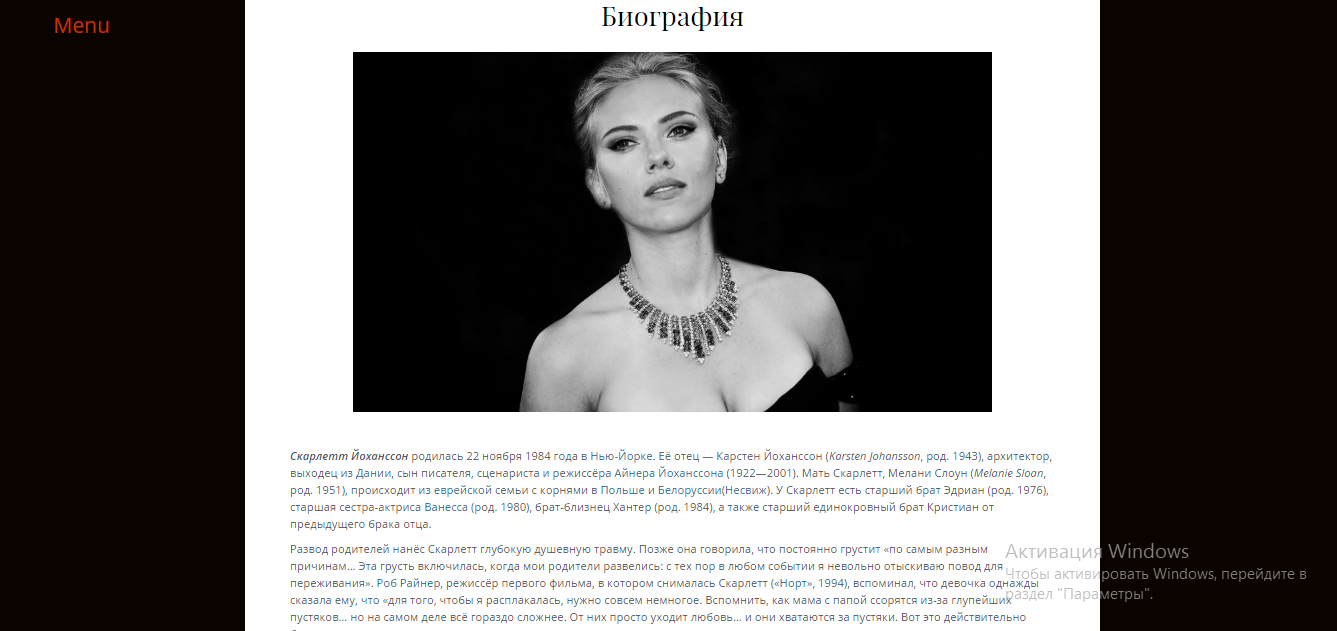 Menu
Биография
Скарлетт Йоханссон родилась 22 ноября 1984 года в Нью-Йорке. Её отец — Карстен Йоханссон (Karsten Johansson, род. 1943), архитектор,
выходец из Дании, сын писателя, сценариста и режиссёра Айнера Йоханссона (1922—2001). Мать Скарлетт, Мелани Слоун (Melanie Sloan,
род. 1951), происходит из еврейской семьи с корнями в Польше и Белоруссии(Несвиж). У Скарлетт есть старший брат Эдриан (род. 1976),
старшая сестра-актриса Ванесса (род. 1980), брат-близнец Хантер (род. 1984), а также старший единокровный брат Кристиан от
предыдущего брака отца.
Развод родителей нанёс Скарлетт глубокую душевную травму. Позже она говорила, что постоянно грустит «по самым разным
причинам… Эта грусть включилась, когда мои родители развелись: с тех пор в любом событии я невольно отыскиваю повод для
переживания». Роб Райнер, режиссёр первого фильма, в котором снималась Скарлетт («Норт», 1994), вспоминал, что девочка однажды
сказала ему, что «для того, чтобы я расплакалась, нужно совсем немногое. Вспомнить, как мама с папой ссорятся из-за глупейших
пустяков… но на самом деле всё гораздо сложнее. От них просто уходит любовь… и они хватаются за пустяки. Вот это действительно
Активация Windows
Чтобы активировать Windows, перейдите в
раздел "Параметры".